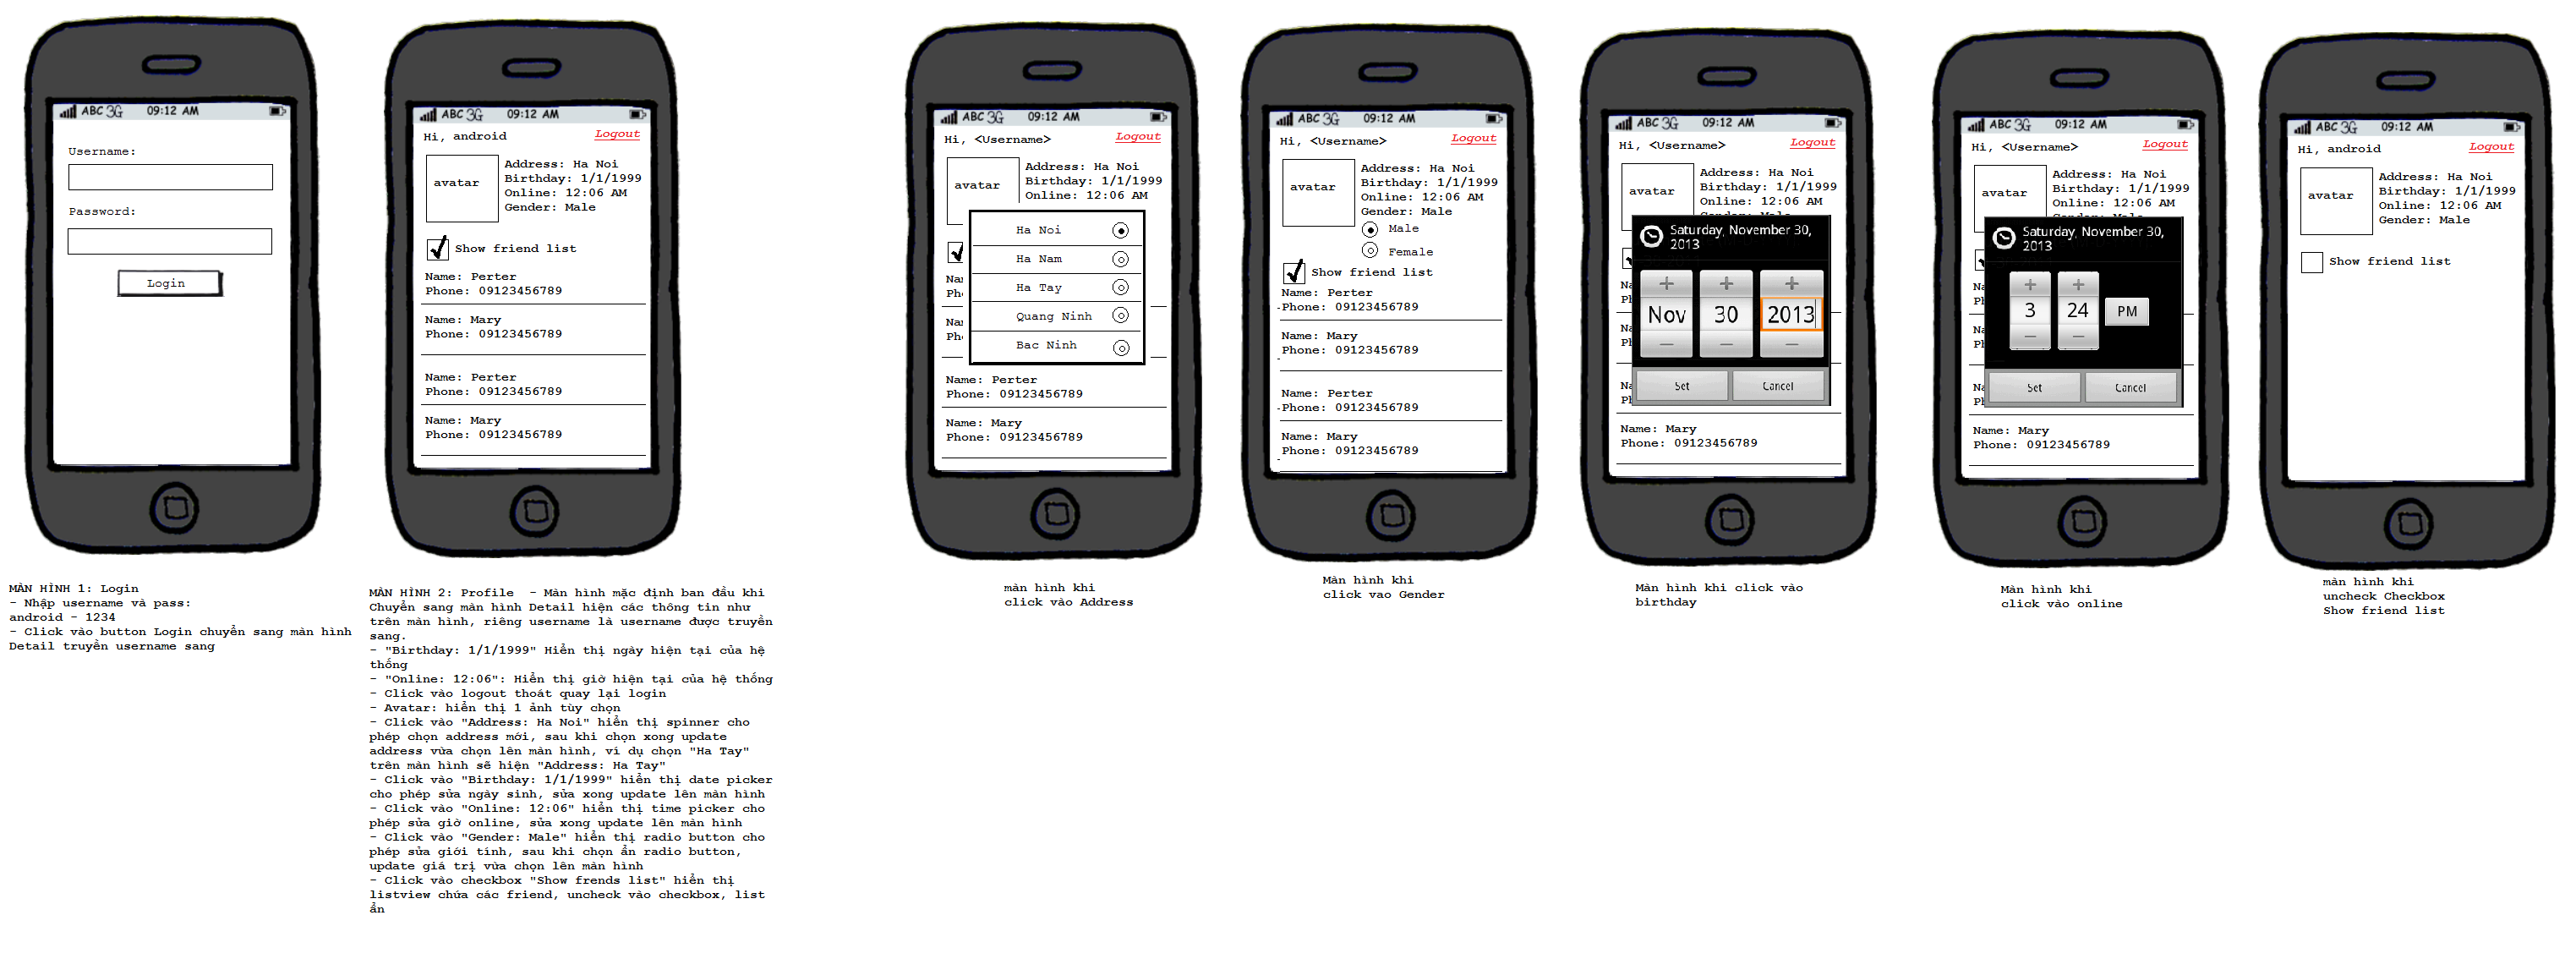 ABC 3G 09:12 AM
Username:
Password:
Login
MÀN HÌNH 1: Login
- Nhập username và pass:
android - 1234
- Click vào button Login chuyển sang màn hình
Detail truyền username sang
ABC 3G 09:12 AM
Hi, android
Logout
avatar
Address: Ha Noi
Birthday: 1/1/1999
Online: 12:06 AM
Gender: Male
Show friend list
Name: Perter
Phone: 09123456789
Name: Mary
Phone: 09123456789
Name: Perter
Phone: 09123456789
Name: Mary
Phone: 09123456789
MÀN HÌNH 2: Profile - Màn hình mặc định ban đầu khi
Chuyển sang màn hình Detail hiện các thông tin như
trên màn hình, riêng username là username được truyền
sang.
- "Birthday: 1/1/1999" Hiển thị ngày hiện tại của hệ
thống
- "Online: 12:06": Hiển thị giờ hiện tại của hệ thống
- Click vào logout thoát quay lại login
- Avatar: hiển thị 1 ảnh tùy chọn
- Click vào "Address: Ha Noi" hiển thị spinner cho
phép chọn address mới, sau khi chọn xong update
address vừa chọn lên màn hình, ví dụ chọn "Ha Tay"
trên màn hình sẽ hiện "Address: Ha Tay"
- Click vào "Birthday: 1/1/1999" hiển thị date picker
cho phép sửa ngày sinh, sửa xong update lên màn hình
- Click vào "Online: 12:06" hiển thị time picker cho
phép sửa giờ online, sửa xong update lên màn hình
- Click vào "Gender: Male" hiển thị radio button cho
phép sửa giới tính, sau khi chọn ẩn radio button,
update giá trị vừa chọn lên màn hình
- Click vào checkbox "Show frends list" hiển thị
listview chứa các friend, uncheck vào checkbox, list
ẩn
ABC 3G 09:12 AM
Hi, <Username>
Logout
avatar
Address: Ha Noi
Birthday: 1/1/1999
Online: 12:06 AM
Ha Noi
Ha Nam
Ha Tay
Quang Ninh
Bac Ninh
Na
Ph
Na
Ph
Name: Perter
Phone: 09123456789
Name: Mary
Phone: 09123456789
màn hình khi
click vào Address
ABC 3G 09:12 AM
Hi, <Username>
Logout
avatar
Address: Ha Noi
Birthday: 1/1/1999
Online: 12:06 AM
Gender: Male
Male
Female
Show friend list
Name: Perter
Phone: 09123456789
Name: Mary
Phone: 09123456789
Name: Perter
Phone: 09123456789
Name: Mary
Phone: 09123456789
Màn hình khi
click vao Gender
ABC 3G 09:12 AM
Hi, <Username>
Logout
avatar
Address: Ha Noi
Birthday: 1/1/1999
Online: 12:06 AM
Gender: Male
Saturday, November 30,
2013
+ + +
Nov 30 2013
- - -
Set Cancel
Na
Ph
Na
Ph
Na
Ph
Name: Mary
Phone: 09123456789
Màn hình khi click vào
birthday
ABC 3G 09:12 AM
Hi, <Username>
Logout
avatar
Address: Ha Noi
Birthday: 1/1/1999
Online: 12:06 AM
Gender: Male
Saturday, November 30,
2013
+ +
3 24 PM
- -
Set Cancel
Na
Ph
Na
Ph
Na
Ph
Name: Mary
Phone: 09123456789
Màn hình khi
click vào online
ABC 3G 09:12 AM
Hi, android
Logout
avatar
Address: Ha Noi
Birthday: 1/1/1999
Online: 12:06 AM
Gender: Male
Show friend list
màn hình khi
uncheck Checkbox
Show friend list